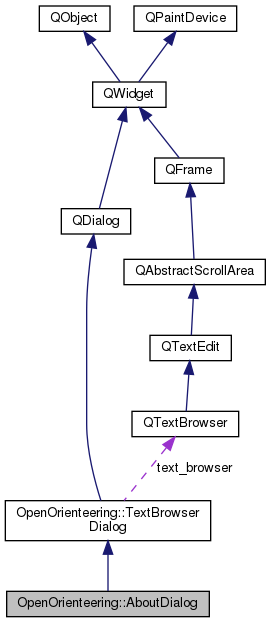 QObject
QPaintDevice
QWidget
QFrame
QDialog
QAbstractScrollArea
QTextEdit
QTextBrowser
text_browser
OpenOrienteering::TextBrowser
Dialog
OpenOrienteering::AboutDialog